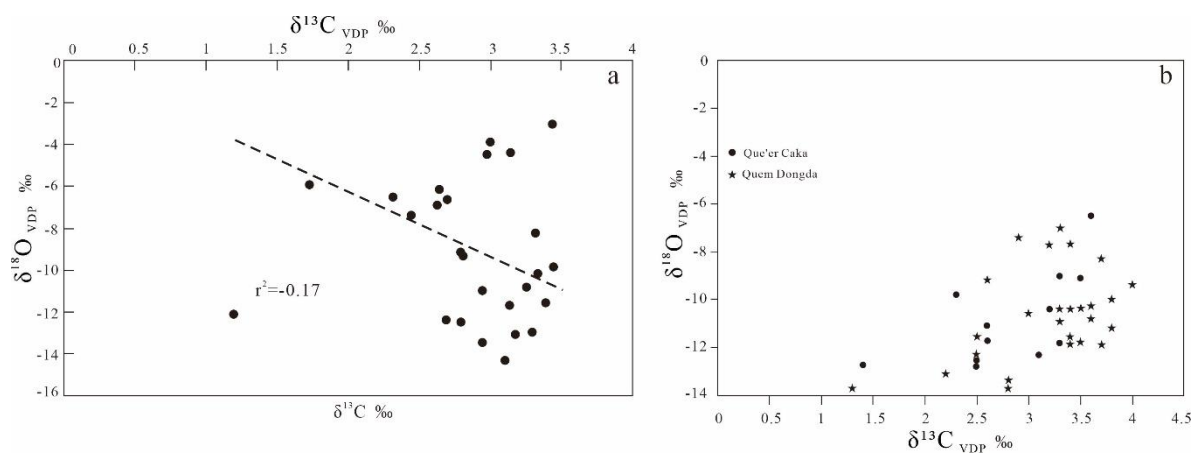 δ¹³C VDP ‰
0 1 1.5 2 2.5 3 3.5 4
a
0
-2
-4
-6
-8
-10
-12
-14
-16
δ¹⁸O VDP ‰
r²=-0.17
δ¹³C ‰
b
0
-2
-4
-6
-8
-10
-12
-14
δ¹⁸O VDP ‰
Que'er Caka
Quem Dongda
0 0.5 1 1.5 2 2.5 3 3.5 4 4.5
δ¹³C VDP ‰